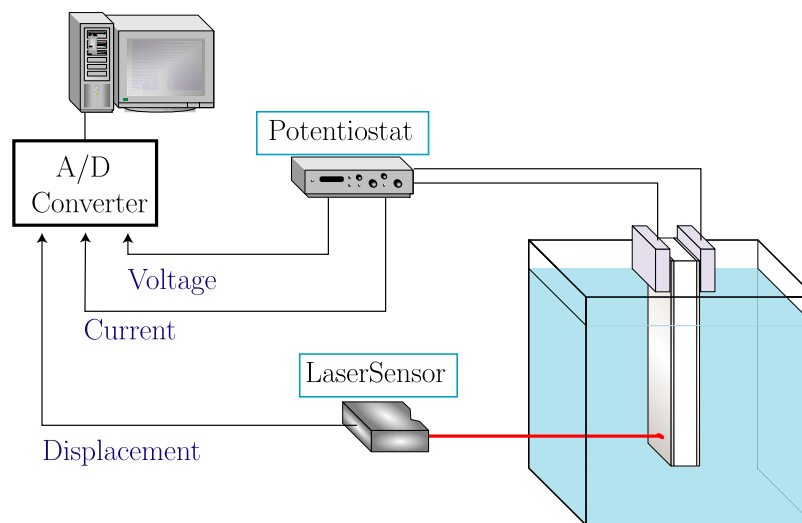 Potentiostat
A/D
Converter
Voltage
Current
LaserSensor
Displacement